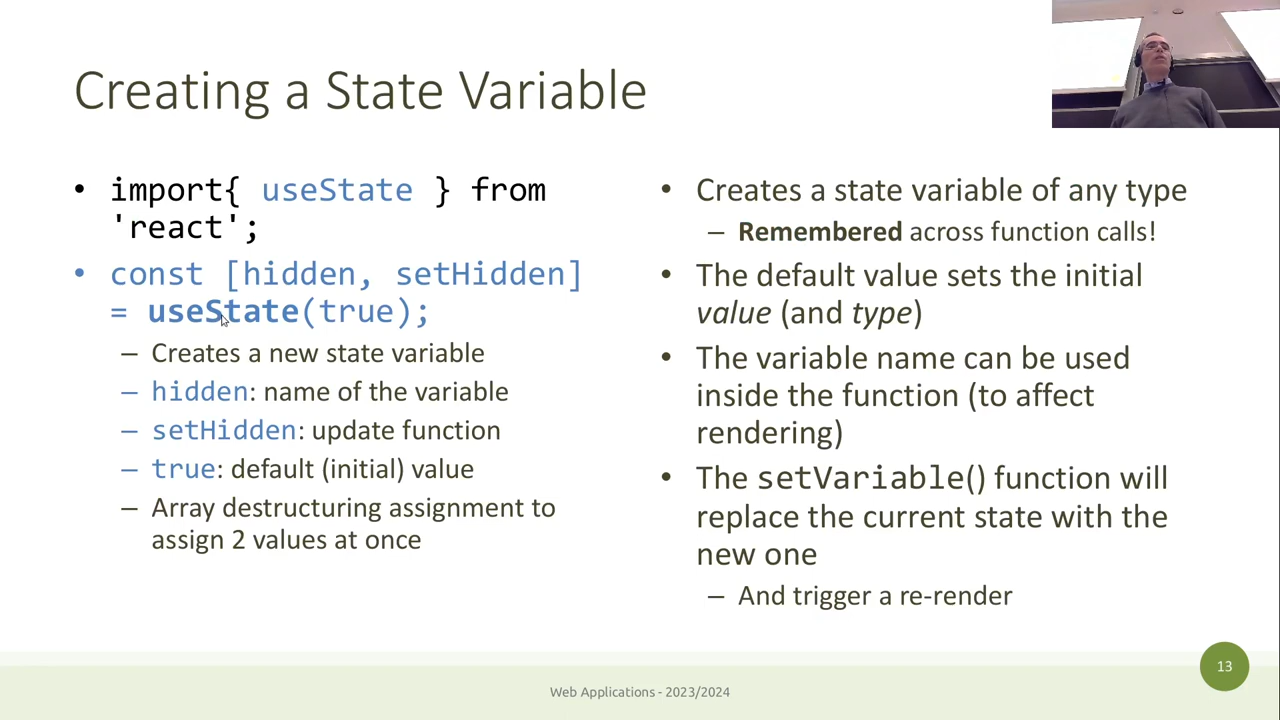 Creating a State Variable
• import{ useState } from
'react';
• const [hidden, setHidden]
= useState(true);
– Creates a new state variable
– hidden: name of the variable
– setHidden: update function
– true: default (initial) value
– Array destructuring assignment to
assign 2 values at once
• Creates a state variable of any type
– Remembered across function calls!
• The default value sets the initial
value (and type)
• The variable name can be used
inside the function (to affect
rendering)
• The setVariable() function will
replace the current state with the
new one
– And trigger a re-render
Web Applications - 2023/2024
13